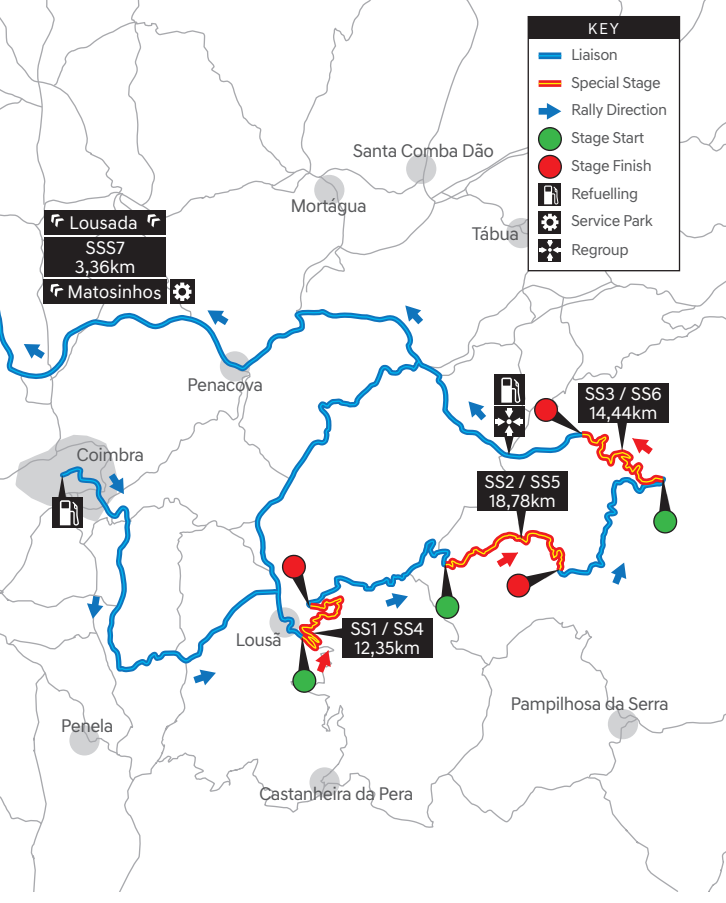 KEY
Liaison
Special Stage
Rally Direction
Stage Start
Stage Finish
Refuelling
Service Park
Regroup
Santa Comba Dão
Mortágua
Tábua
Lousada
SSS7
3,36km
Matosinhos
Penacova
SS3 / SS6
14,44km
Coimbra
SS2 / SS5
18,78km
Lousã
SS1 / SS4
12,35km
Pampilhosa da Serra
Penela
Castanheira da Pera